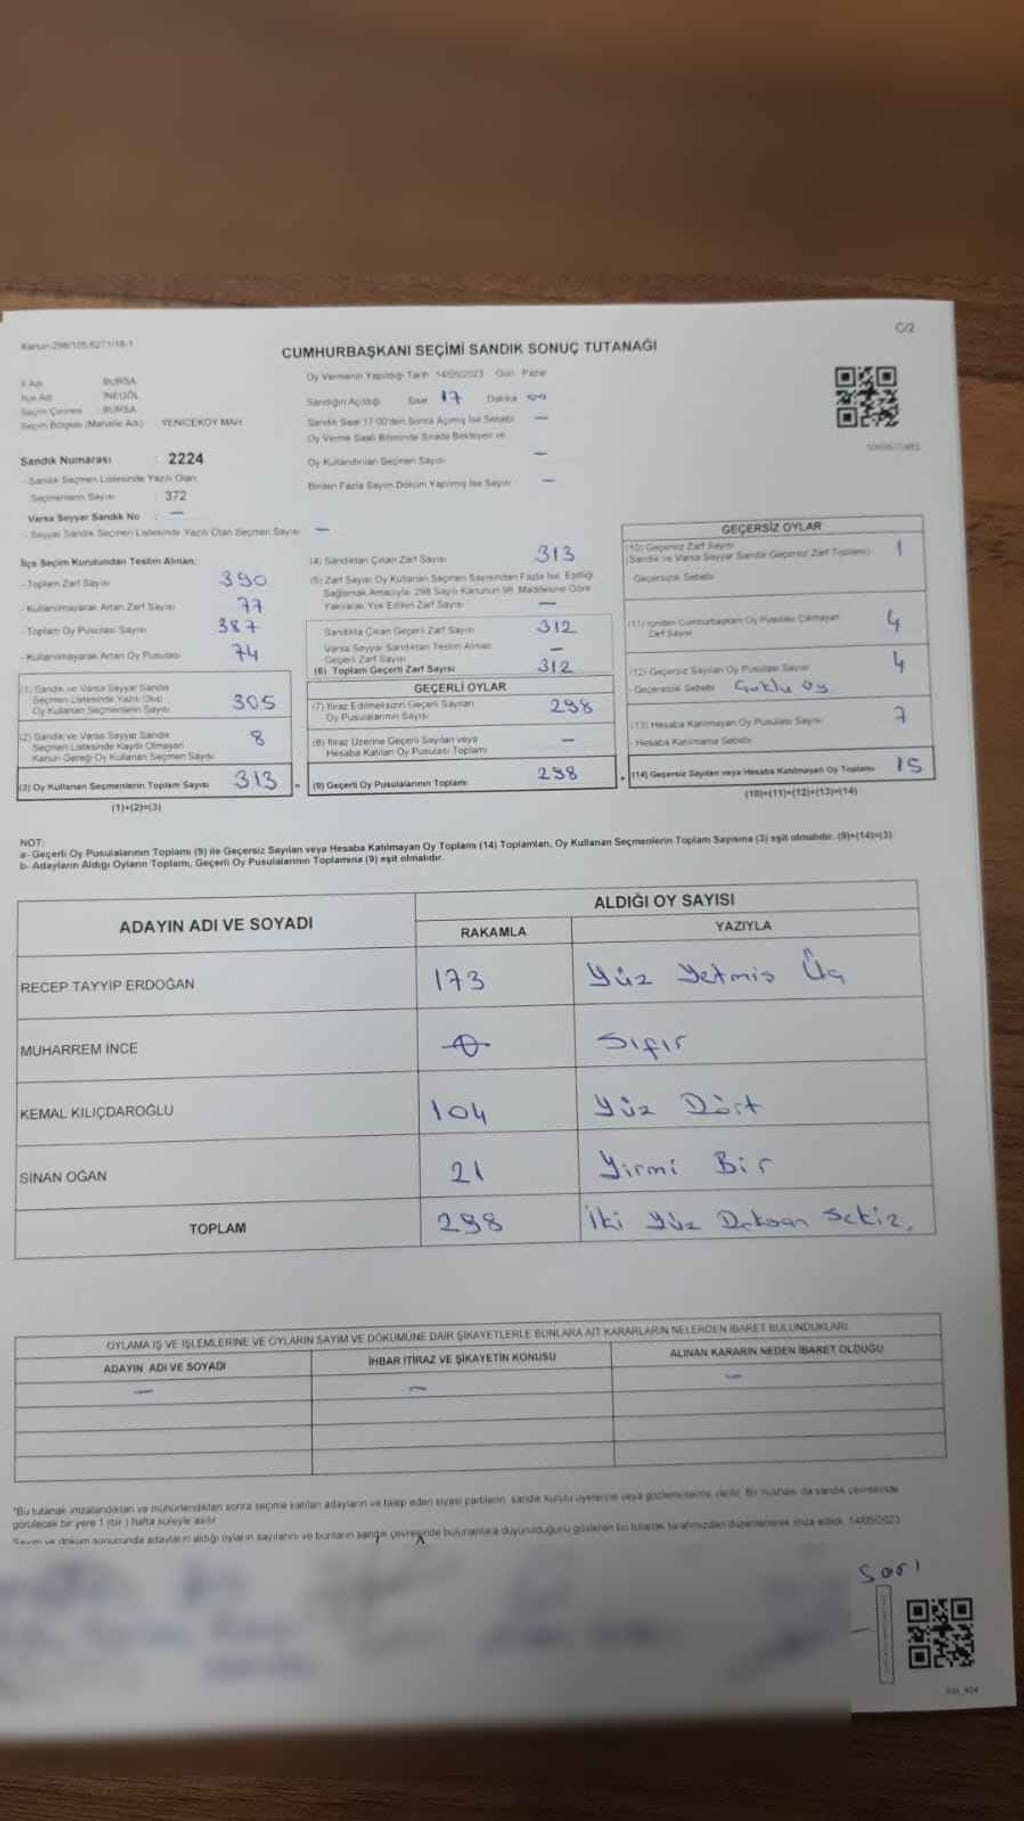 Kanun 298/105,6271/18-1
C/2
CUMHURBAŞKANI SEÇİMİ SANDIK SONUÇ TUTANAĞI
İl Adı : BURSA
İlçe Adı : İNEGÖL
Seçim Çevresi : BURSA
Seçim Bölgesi (Mahalle Adı) : YENİCEKÖY MAH.
Sandık Numarası : 2224
- Sandık Seçmen Listesinde Yazılı Olan
Seçmenlerin Sayısı : 372
Varsa Seyyar Sandık No : —
- Seyyar Sandık Seçmen Listesinde Yazılı Olan Seçmen Sayısı —
Oy Vermenin Yapıldığı Tarih 14/05/2023 Gün Pazar
Sandığın Açıldığı Saat 17 Dakika 00
Sandık Saat 17:00'den Sonra Açılmış İse Sebebi —
Oy Verme Saati Bitiminde Sırada Bekleyen ve
Oy Kullandırılan Seçmen Sayısı —
Birden Fazla Sayım Döküm Yapılmış İse Sayısı —
İlçe Seçim Kurulundan Teslim Alınan:
- Toplam Zarf Sayısı 390
- Kullanılmayarak Artan Zarf Sayısı 77
- Toplam Oy Pusulası Sayısı 387
- Kullanılmayarak Artan Oy Pusulası 74
(1) Sandık ve Varsa Seyyar Sandık
Seçmen Listesinde Yazılı Olup
Oy Kullanan Seçmenlerin Sayısı 305
(2) Sandık ve Varsa Seyyar Sandık
Seçmen Listesinde Kayıtlı Olmayan
Kanun Gereği Oy Kullanan Seçmen Sayısı 8
(3) Oy Kullanan Seçmenlerin Toplam Sayısı 313
(1)+(2)=(3)
(4) Sandıktan Çıkan Zarf Sayısı 313
(5) Zarf Sayısı Oy Kullanan Seçmen Sayısından Fazla İse, Eşitliği
Sağlamak Amacıyla; 298 Sayılı Kanunun 98. Maddesine Göre
Yakılarak Yok Edilen Zarf Sayısı —
Sandıkta Çıkan Geçerli Zarf Sayısı 312
Varsa Seyyar Sandıktan Teslim Alınan
Geçerli Zarf Sayısı —
(6) Toplam Geçerli Zarf Sayısı 312
GEÇERLİ OYLAR
(7) İtiraz Edilmeksizin Geçerli Sayılan
Oy Pusulalarının Sayısı 298
(8) İtiraz Üzerine Geçerli Sayılan veya
Hesaba Katılan Oy Pusulası Toplamı —
= (9) Geçerli Oy Pusulalarının Toplamı 298
GEÇERSİZ OYLAR
(10) Geçersiz Zarf Sayısı
(Sandık ve Varsa Seyyar Sandık Geçersiz Zarf Toplamı) 1
Geçersizlik Sebebi
(11) İçinden Cumhurbaşkanı Oy Pusulası Çıkmayan
Zarf Sayısı 4
(12) Geçersiz Sayılan Oy Pusulası Sayısı 4
- Geçersizlik Sebebi Çoklu oy
(13) Hesaba Katılmayan Oy Pusulası Sayısı 7
- Hesaba Katılmama Sebebi
+ (14) Geçersiz Sayılan veya Hesaba Katılmayan Oy Toplamı 15
(10)+(11)+(12)+(13)=(14)
NOT:
a- Geçerli Oy Pusulalarının Toplamı (9) ile Geçersiz Sayılan veya Hesaba Katılmayan Oy Toplamı (14) Toplamları, Oy Kullanan Seçmenlerin Toplam Sayısına (3) eşit olmalıdır. (9)+(14)=(3)
b- Adayların Aldığı Oyların Toplamı, Geçerli Oy Pusulalarının Toplamına (9) eşit olmalıdır.
ADAYIN ADI VE SOYADI
ALDIĞI OY SAYISI
RAKAMLA YAZIYLA
RECEP TAYYİP ERDOĞAN 173 Yüz Yetmiş Üç
MUHARREM İNCE 0 Sıfır
KEMAL KILIÇDAROĞLU 104 Yüz Dört
SİNAN OĞAN 21 Yirmi Bir
TOPLAM 298 İki Yüz Doksan Sekiz.
OYLAMA İŞ VE İŞLEMLERİNE VE OYLARIN SAYIM VE DÖKÜMÜNE DAİR ŞİKAYETLERLE BUNLARA AİT KARARLARIN NELERDEN İBARET BULUNDUKLARI
ADAYIN ADI VE SOYADI İHBAR İTİRAZ VE ŞİKAYETİN KONUSU ALINAN KARARIN NEDEN İBARET OLDUĞU
— — —
"Bu tutanak imzalandıktan ve mühürlendikten sonra seçime katılan adayların ve talep eden siyasi partilerin, sandık kurulu üyelerine veya gözlemcilerine verilir. Bir nüshası da sandık çevresinde
görülecek bir yere 1 (bir) hafta süreyle asılır
Sayım ve döküm sonucunda adayların aldığı oyların sayılarını ve bunların sandık çevresinde bulunanlara duyurulduğunu gösteren bu tutanak tarafımızdan düzenlenerek imza edildi. 14/05/2023
Sarı